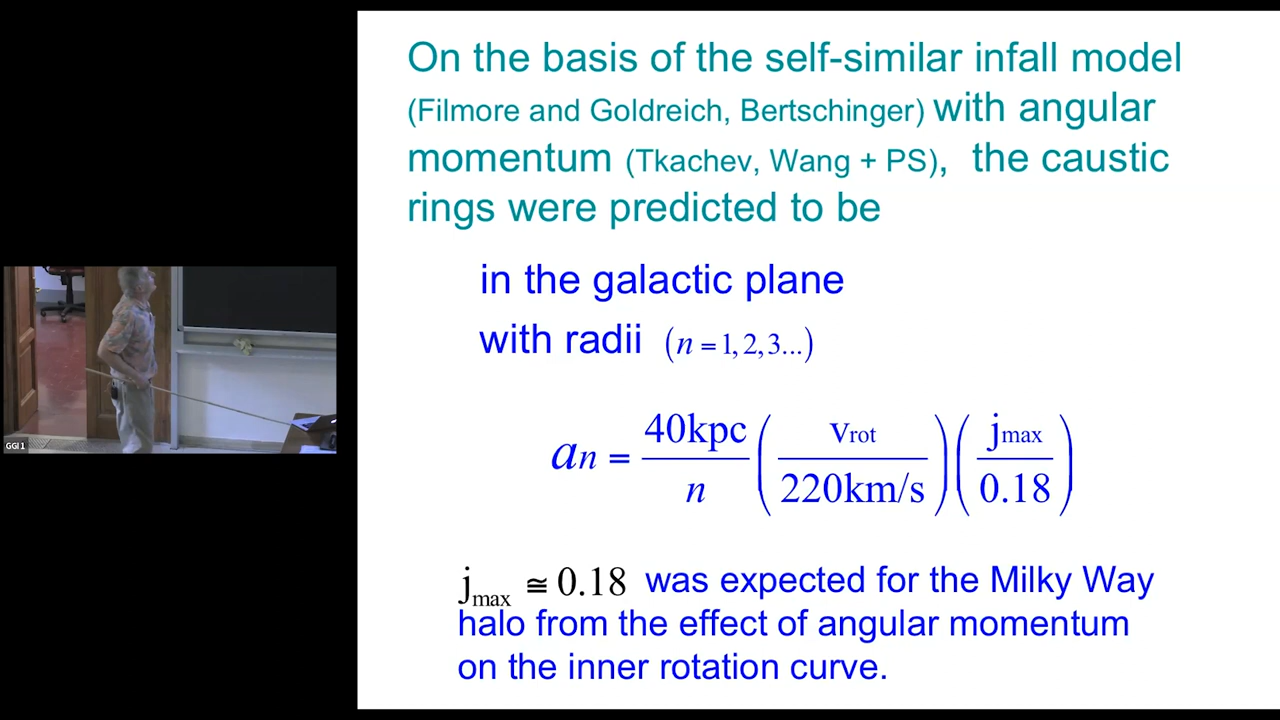 On the basis of the self-similar infall model
(Filmore and Goldreich, Bertschinger) with angular
momentum (Tkachev, Wang + PS), the caustic
rings were predicted to be
in the galactic plane
with radii (n = 1, 2, 3...)
an = 40kpc/n (vrot/220km/s) (jmax/0.18)
jmax ≅ 0.18 was expected for the Milky Way
halo from the effect of angular momentum
on the inner rotation curve.
GGI 1